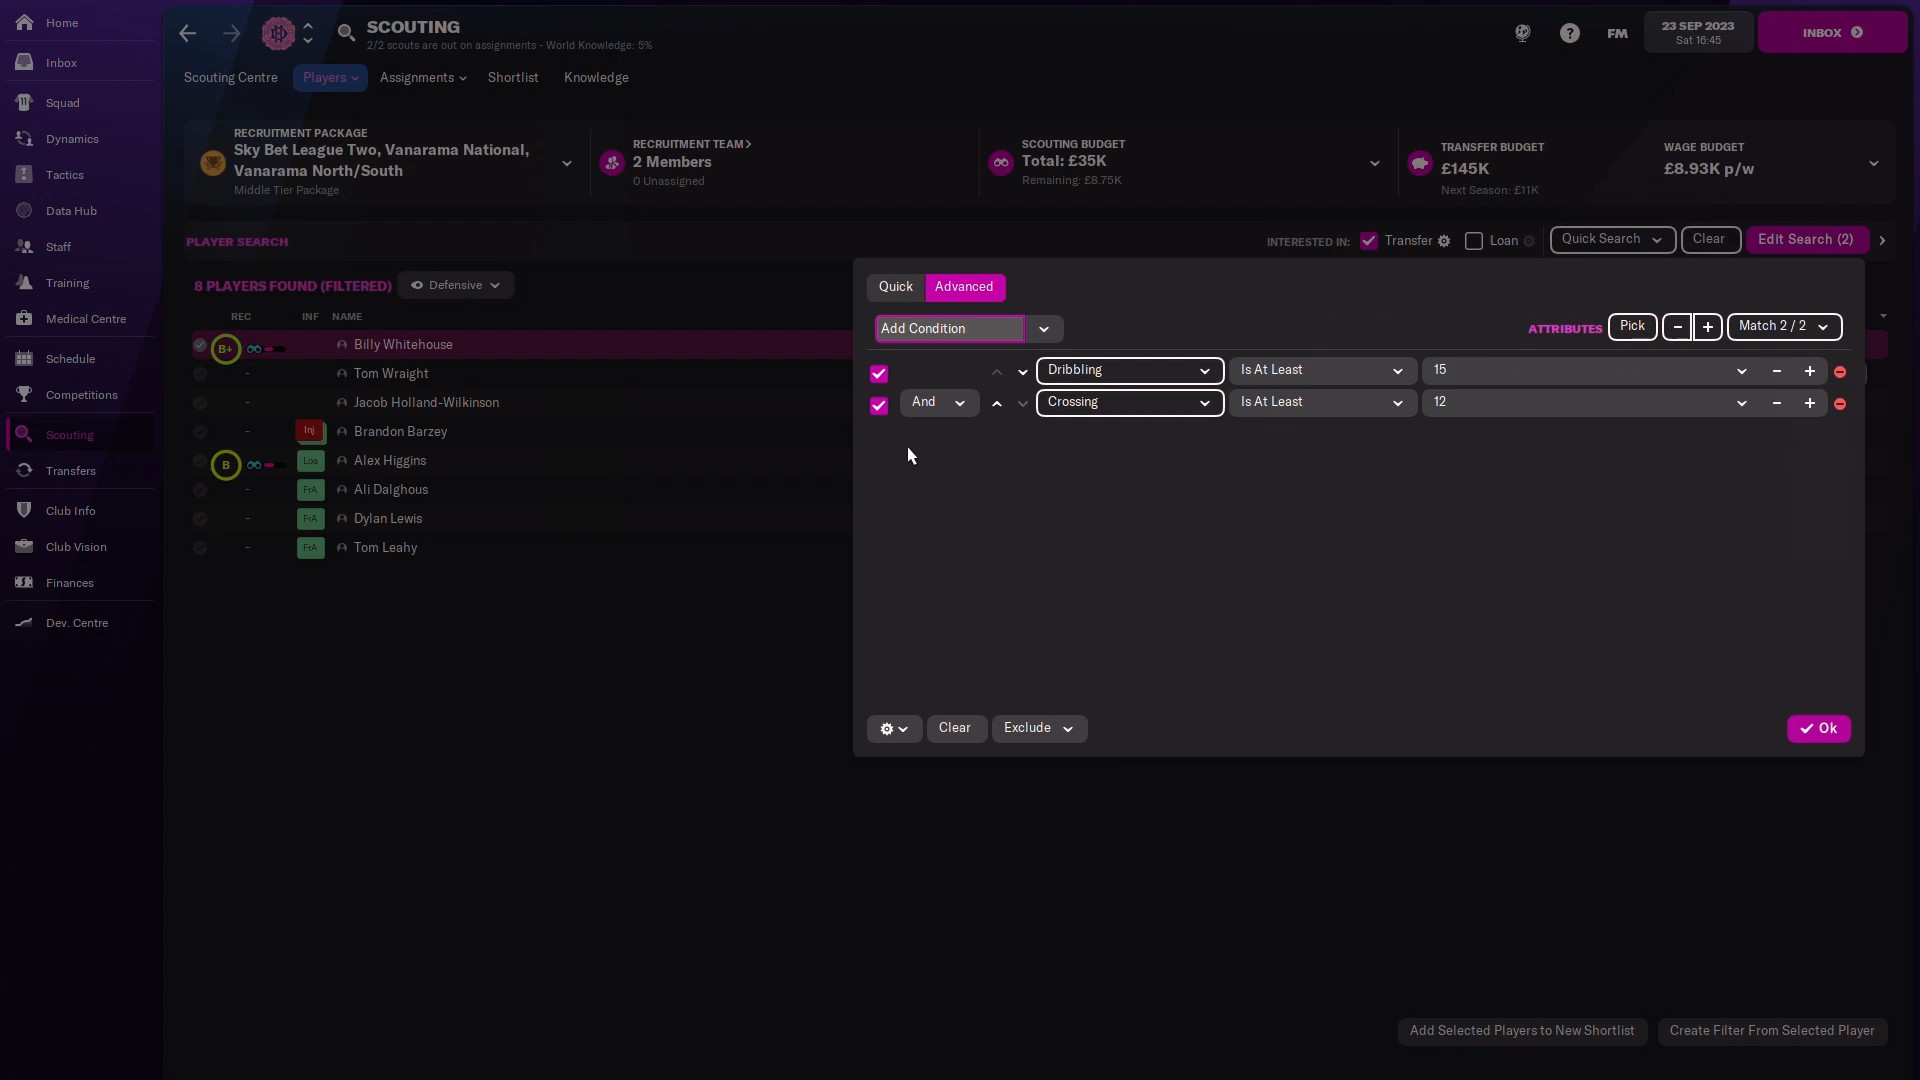 Home
SCOUTING
2/2 scouts are out on assignments - World Knowledge: 5%
FM
23 SEP 2023
Sat 16:45
INBOX
Inbox
Scouting Centre
Players
Assignments
Shortlist
Knowledge
Squad
Dynamics
Tactics
Data Hub
Staff
Training
Medical Centre
Schedule
Competitions
Scouting
Transfers
Club Info
Club Vision
Finances
Dev. Centre
RECRUITMENT PACKAGE
Sky Bet League Two, Vanarama National,
Vanarama North/South
Middle Tier Package
RECRUITMENT TEAM
2 Members
0 Unassigned
SCOUTING BUDGET
Total: £35K
Remaining: £8.75K
TRANSFER BUDGET
£145K
Next Season: £11K
WAGE BUDGET
£8.93K p/w
PLAYER SEARCH
INTERESTED IN:
Transfer
Loan
Quick Search
Clear
Edit Search (2)
8 PLAYERS FOUND (FILTERED)
Defensive
REC INF NAME
B+ Billy Whitehouse
- Tom Wraight
- Jacob Holland-Wilkinson
- Inj Brandon Barzey
B Loa Alex Higgins
- FrA Ali Dalghous
- FrA Dylan Lewis
- FrA Tom Leahy
Quick
Advanced
Add Condition
ATTRIBUTES
Pick
- +
Match 2 / 2
Dribbling Is At Least 15 - +
And Crossing Is At Least 12 - +
Clear
Exclude
Ok
Add Selected Players to New Shortlist
Create Filter From Selected Player